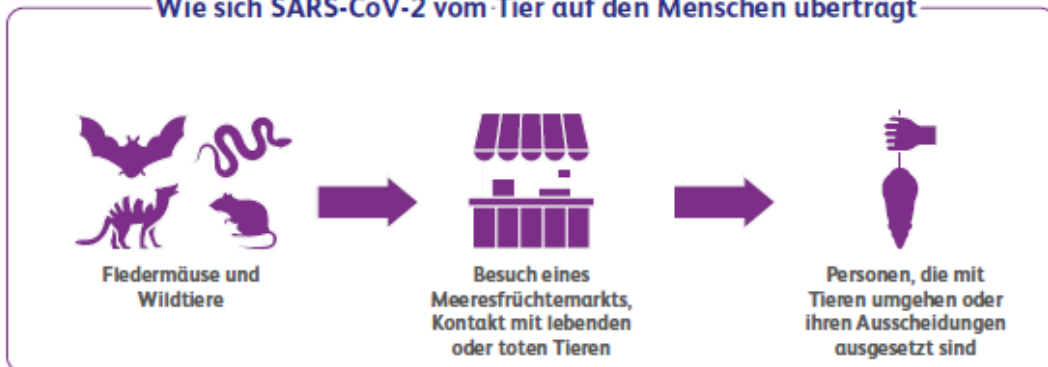 Wie sich SARS-CoV-2 vom Tier auf den Menschen überträgt
Fledermäuse und
Wildtiere
Besuch eines
Meeresfrüchtemarkts,
Kontakt mit lebenden
oder toten Tieren
Personen, die mit
Tieren umgehen oder
ihren Ausscheidungen
ausgesetzt sind